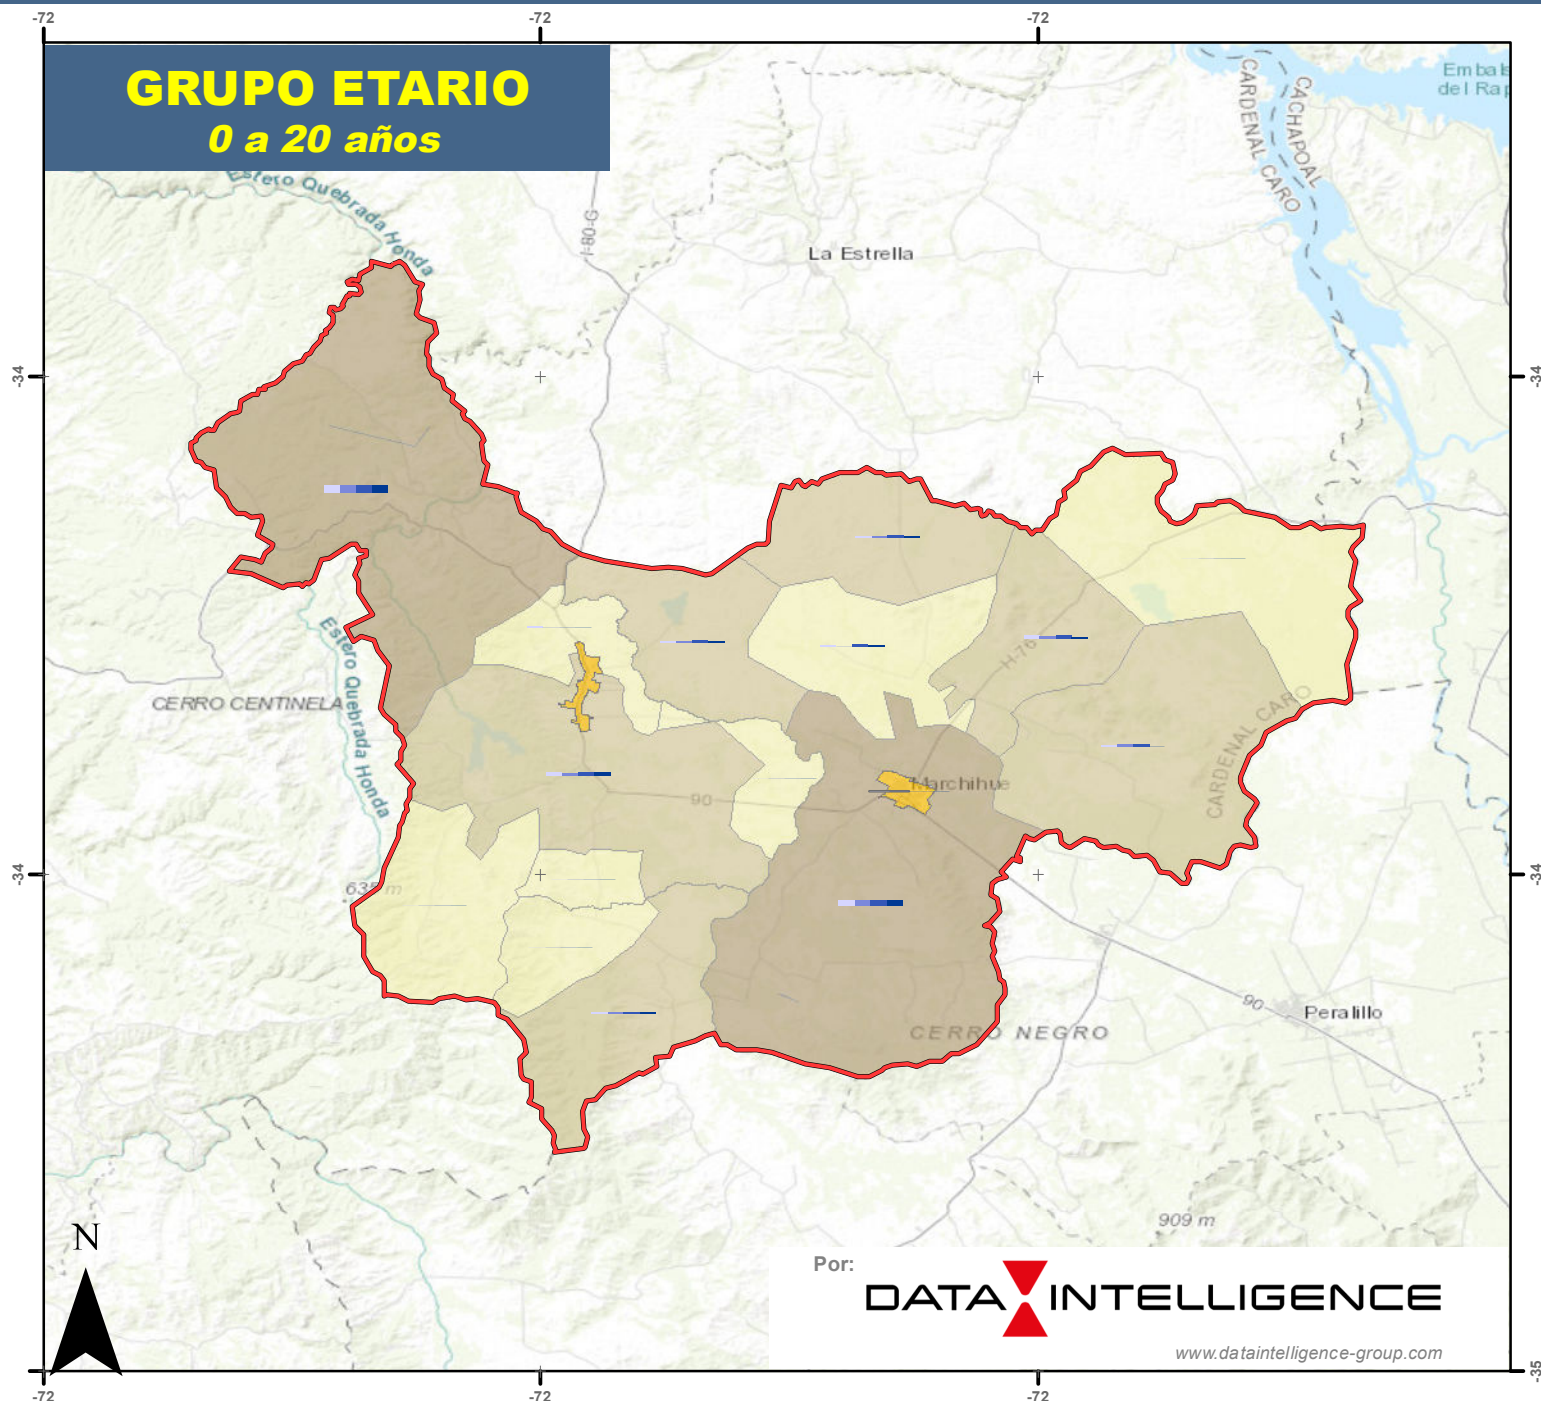 -72
-72
-72
GRUPO ETARIO
0 a 20 años
Embals
del Rap
CARDENAL CARO
CACHAPOAL
Estero Quebrada Honda
I-80-G
La Estrella
-34
-34
H-76
Estero Quebrada Honda
CERRO CENTINELA
CARDENAL CARO
Marchihue
90
-34
-34
635 m
90
Peralillo
CERRO NEGRO
909 m
N
Por:
DATA INTELLIGENCE
www.dataintelligence-group.com
-35
-72
-72
-72